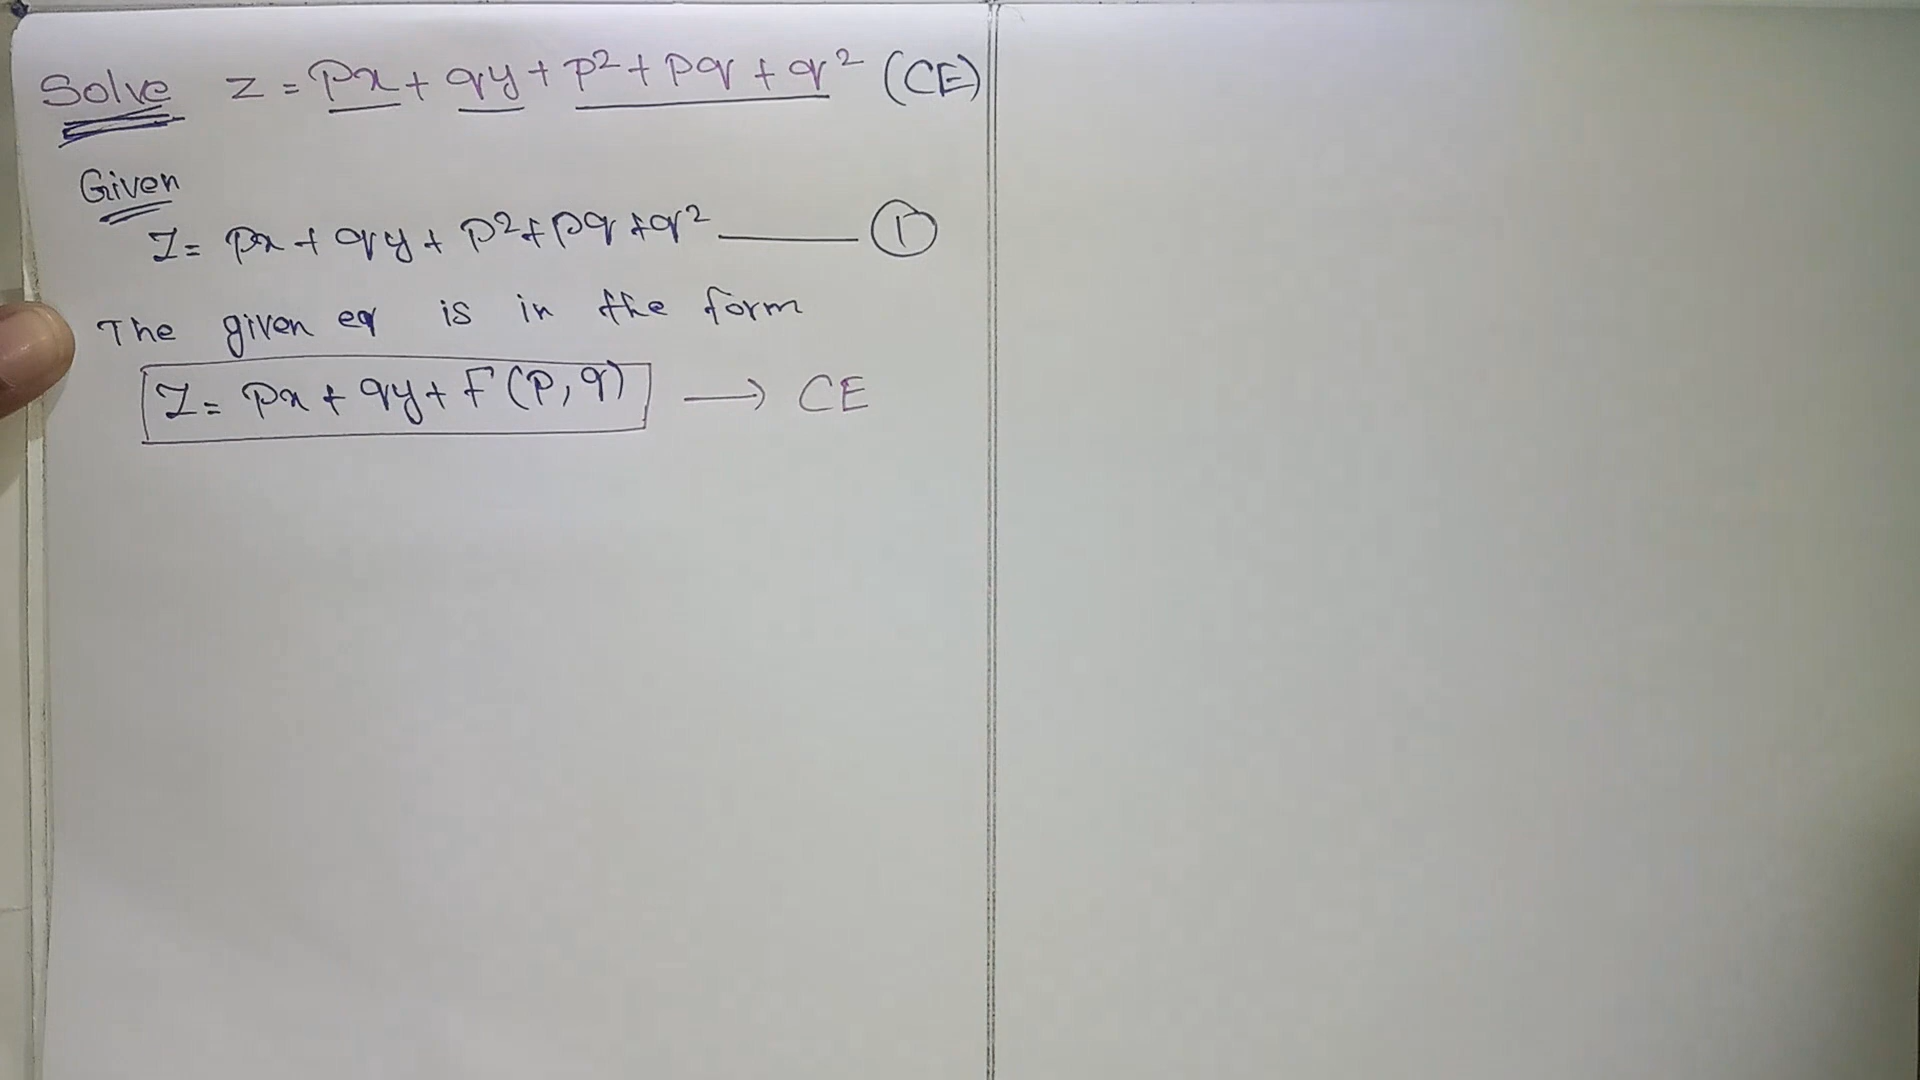 Solve z = px + qy + p² + pq + q² (CE)
Given
Z = px + qy + p² + pq + q² ——— ①
The given eq is in the form
Z = px + qy + F(p, q) ⟶ CE